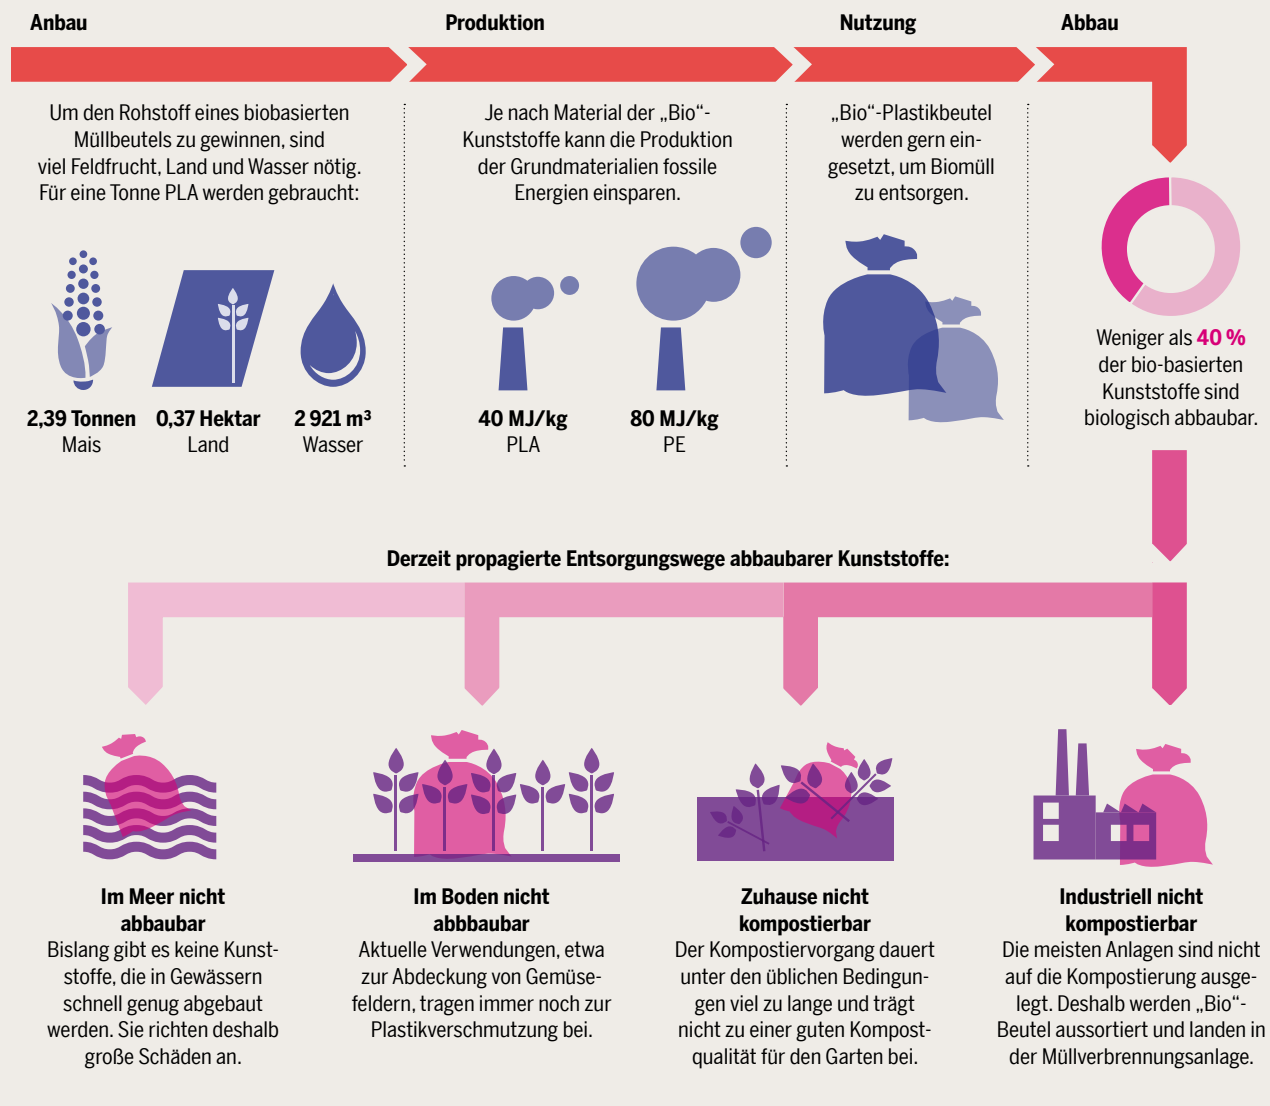 Anbau
Um den Rohstoff eines biobasierten
Müllbeutels zu gewinnen, sind
viel Feldfrucht, Land und Wasser nötig.
Für eine Tonne PLA werden gebraucht:
2,39 Tonnen
Mais
0,37 Hektar
Land
2 921 m³
Wasser
Produktion
Je nach Material der „Bio“-
Kunststoffe kann die Produktion
der Grundmaterialien fossile
Energien einsparen.
40 MJ/kg
PLA
80 MJ/kg
PE
Nutzung
„Bio“-Plastikbeutel
werden gern ein-
gesetzt, um Biomüll
zu entsorgen.
Abbau
Weniger als 40 %
der bio-basierten
Kunststoffe sind
biologisch abbaubar.
Derzeit propagierte Entsorgungswege abbaubarer Kunststoffe:
Im Meer nicht
abbaubar
Bislang gibt es keine Kunst-
stoffe, die in Gewässern
schnell genug abgebaut
werden. Sie richten deshalb
große Schäden an.
Im Boden nicht
abbbaubar
Aktuelle Verwendungen, etwa
zur Abdeckung von Gemüse-
feldern, tragen immer noch zur
Plastikverschmutzung bei.
Zuhause nicht
kompostierbar
Der Kompostiervorgang dauert
unter den üblichen Bedingun-
gen viel zu lange und trägt
nicht zu einer guten Kompost-
qualität für den Garten bei.
Industriell nicht
kompostierbar
Die meisten Anlagen sind nicht
auf die Kompostierung ausge-
legt. Deshalb werden „Bio“-
Beutel aussortiert und landen in
der Müllverbrennungsanlage.